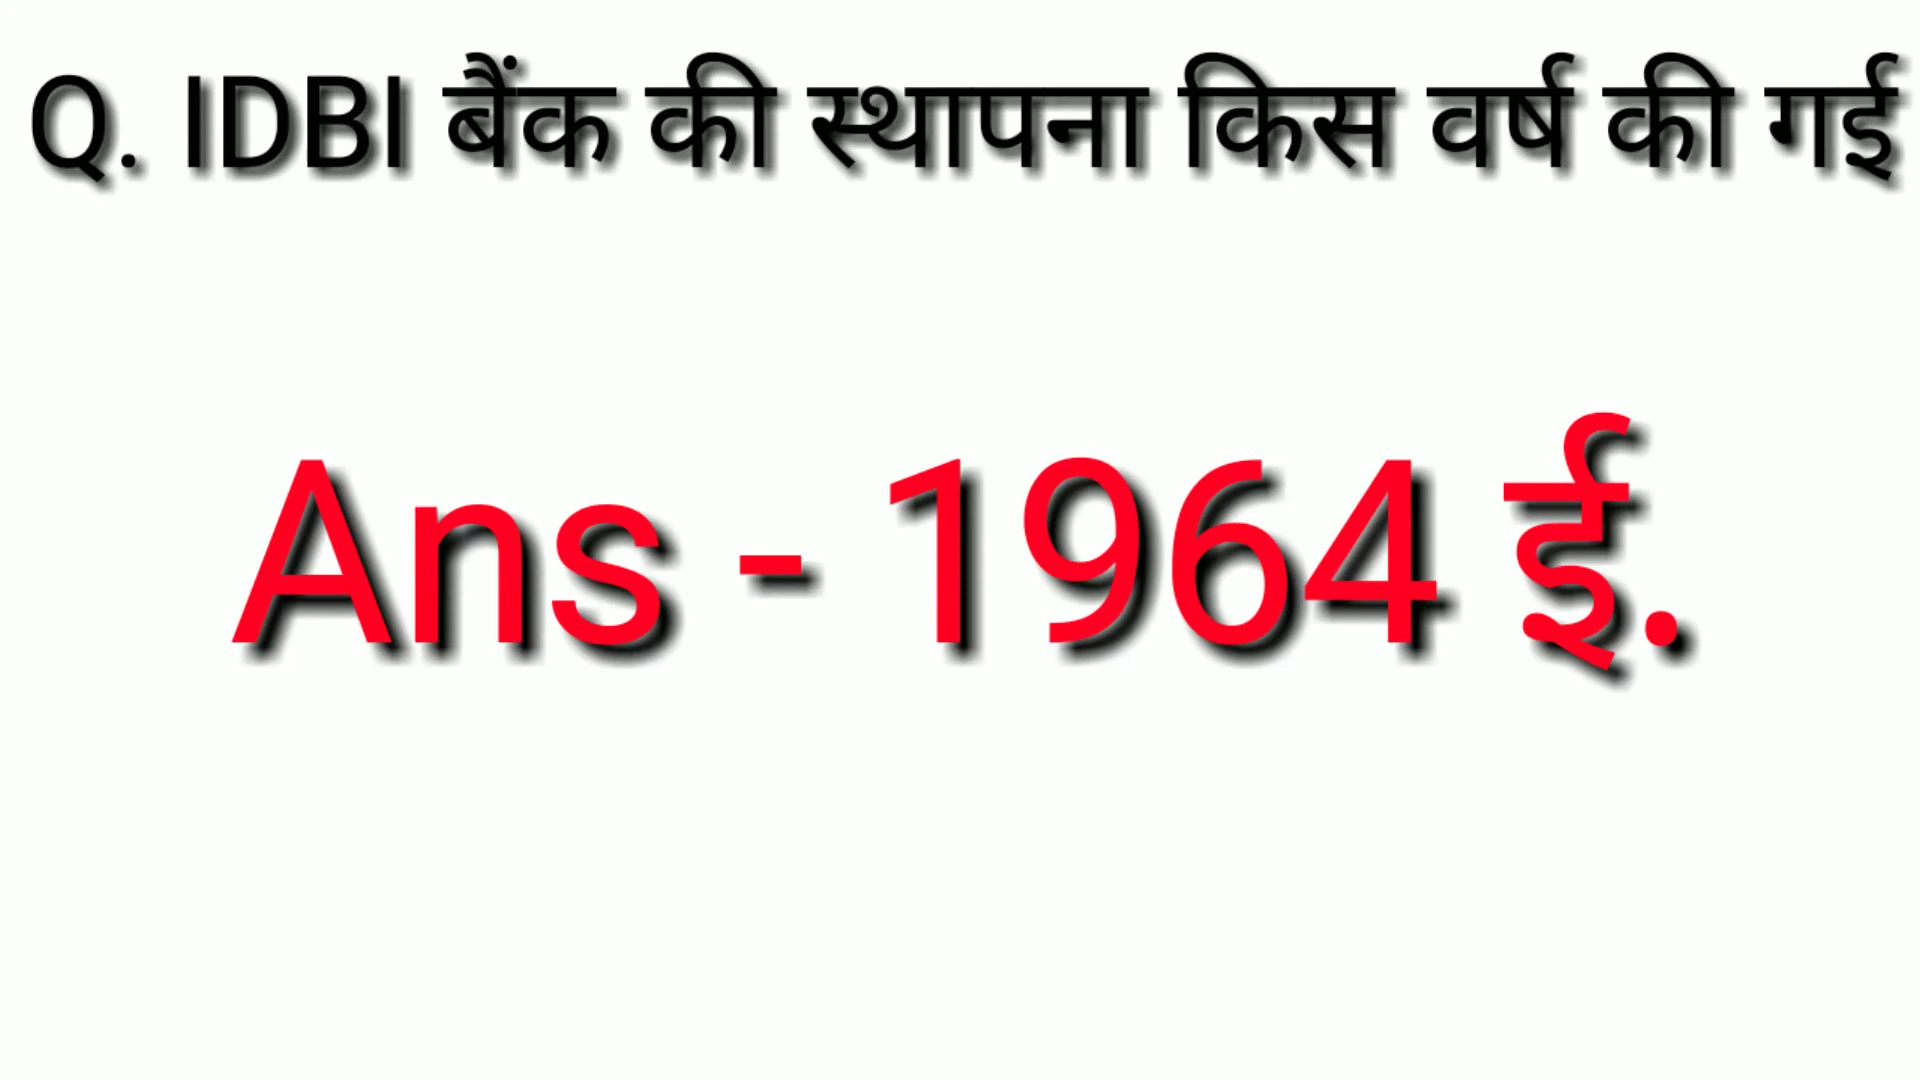 Q. IDBI बैंक की स्थापना किस वर्ष की गई
Ans - 1964 ई.